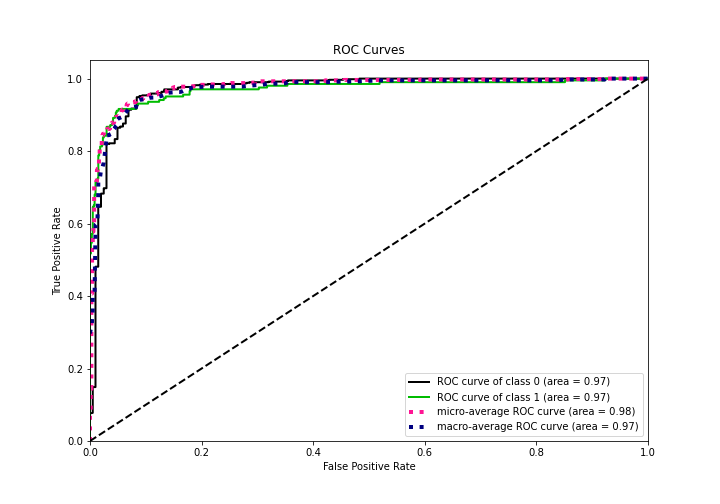 ROC Curves
True Positive Rate
1.0
0.8
0.6
0.4
0.2
0.0
ROC curve of class 0 (area = 0.97)
ROC curve of class 1 (area = 0.97)
micro-average ROC curve (area = 0.98)
macro-average ROC curve (area = 0.97)
0.0 0.2 0.4 0.6 0.8 1.0
False Positive Rate